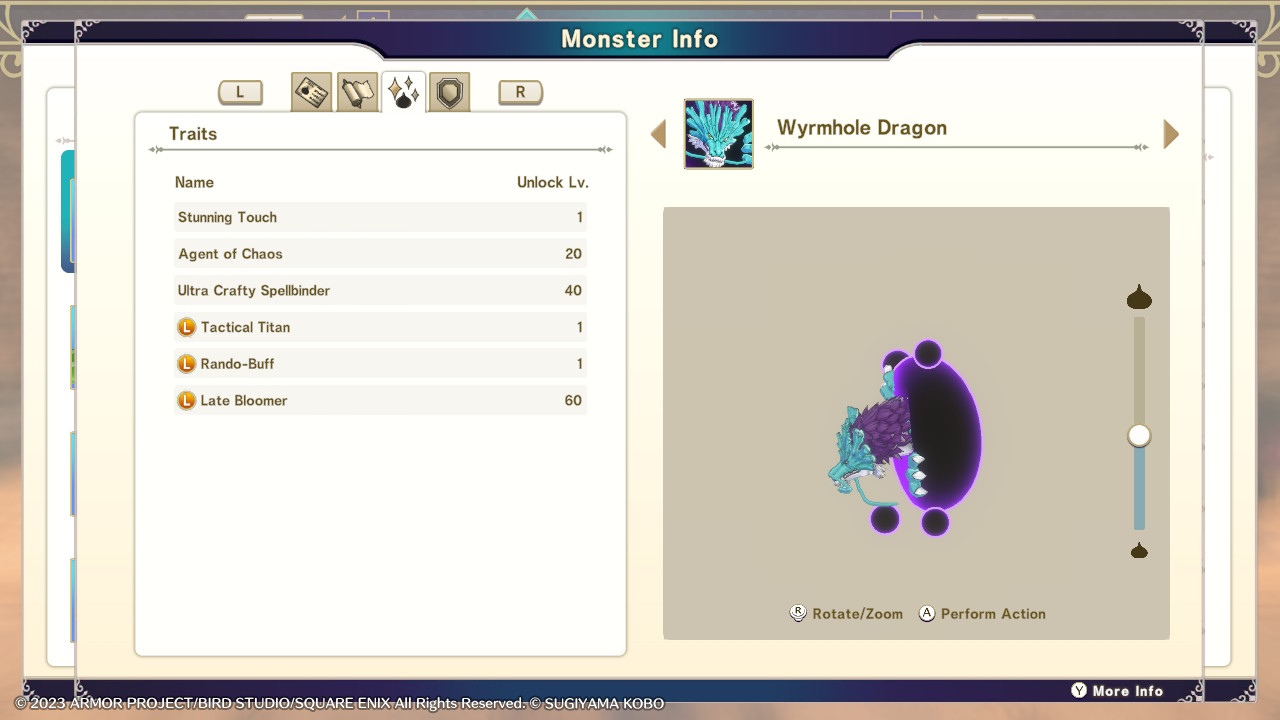 Monster Info
L
R
Traits
Name Unlock Lv.
Stunning Touch 1
Agent of Chaos 20
Ultra Crafty Spellbinder 40
L Tactical Titan 1
L Rando-Buff 1
L Late Bloomer 60
Wyrmhole Dragon
R Rotate/Zoom A Perform Action
Y More Info
© 2023 ARMOR PROJECT/BIRD STUDIO/SQUARE ENIX All Rights Reserved. © SUGIYAMA KOBO